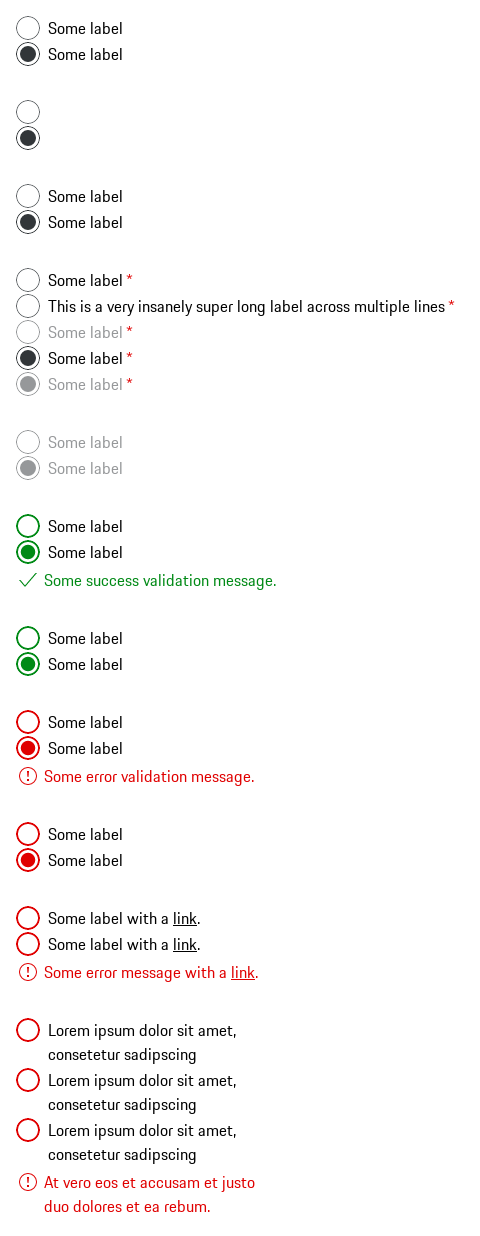 Some label
Some label
Some label
Some label
Some label *
This is a very insanely super long label across multiple lines *
Some label *
Some label *
Some label *
Some label
Some label
Some label
Some label
Some success validation message.
Some label
Some label
Some label
Some label
Some error validation message.
Some label
Some label
Some label with a link.
Some label with a link.
Some error message with a link.
Lorem ipsum dolor sit amet,
consetetur sadipscing
Lorem ipsum dolor sit amet,
consetetur sadipscing
Lorem ipsum dolor sit amet,
consetetur sadipscing
At vero eos et accusam et justo
duo dolores et ea rebum.